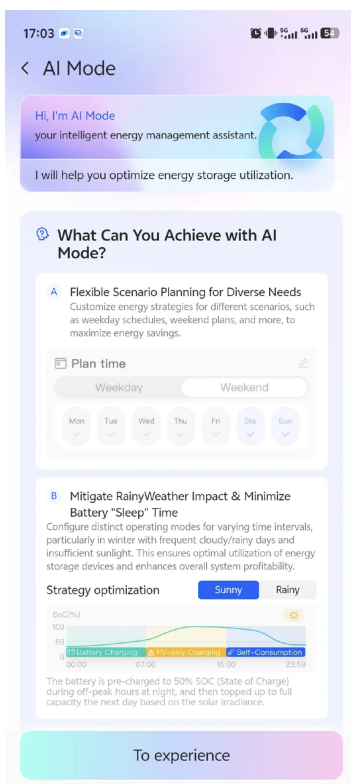 17:03 5G 5G 54
AI Mode
Hi, I'm AI Mode
your intelligent energy management assistant.
I will help you optimize energy storage utilization.
What Can You Achieve with AI
Mode?
A Flexible Scenario Planning for Diverse Needs
Customize energy strategies for different scenarios, such
as weekday schedules, weekend plans, and more, to
maximize energy savings.
Plan time
Weekday Weekend
Mon Tue Wed Thu Fri Sta Sun
B Mitigate RainyWeather Impact & Minimize
Battery "Sleep" Time
Configure distinct operating modes for varying time intervals,
particularly in winter with frequent cloudy/rainy days and
insufficient sunlight. This ensures optimal utilization of energy
storage devices and enhances overall system profitability.
Strategy optimization Sunny Rainy
SoC(%)
100
50
Battery Charging PV-only Charging Self-Consumption
0
00:00 07:00 15:00 23:59
The battery is pre-charged to 50% SOC (State of Charge)
during off-peak hours at night, and then topped up to full
capacity the next day based on the solar irradiance.
To experience